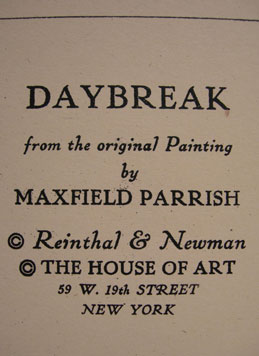 DAYBREAK
from the original Painting
by
MAXFIELD PARRISH
© Reinthal & Newman
© THE HOUSE OF ART
59 W. 19th STREET
NEW YORK